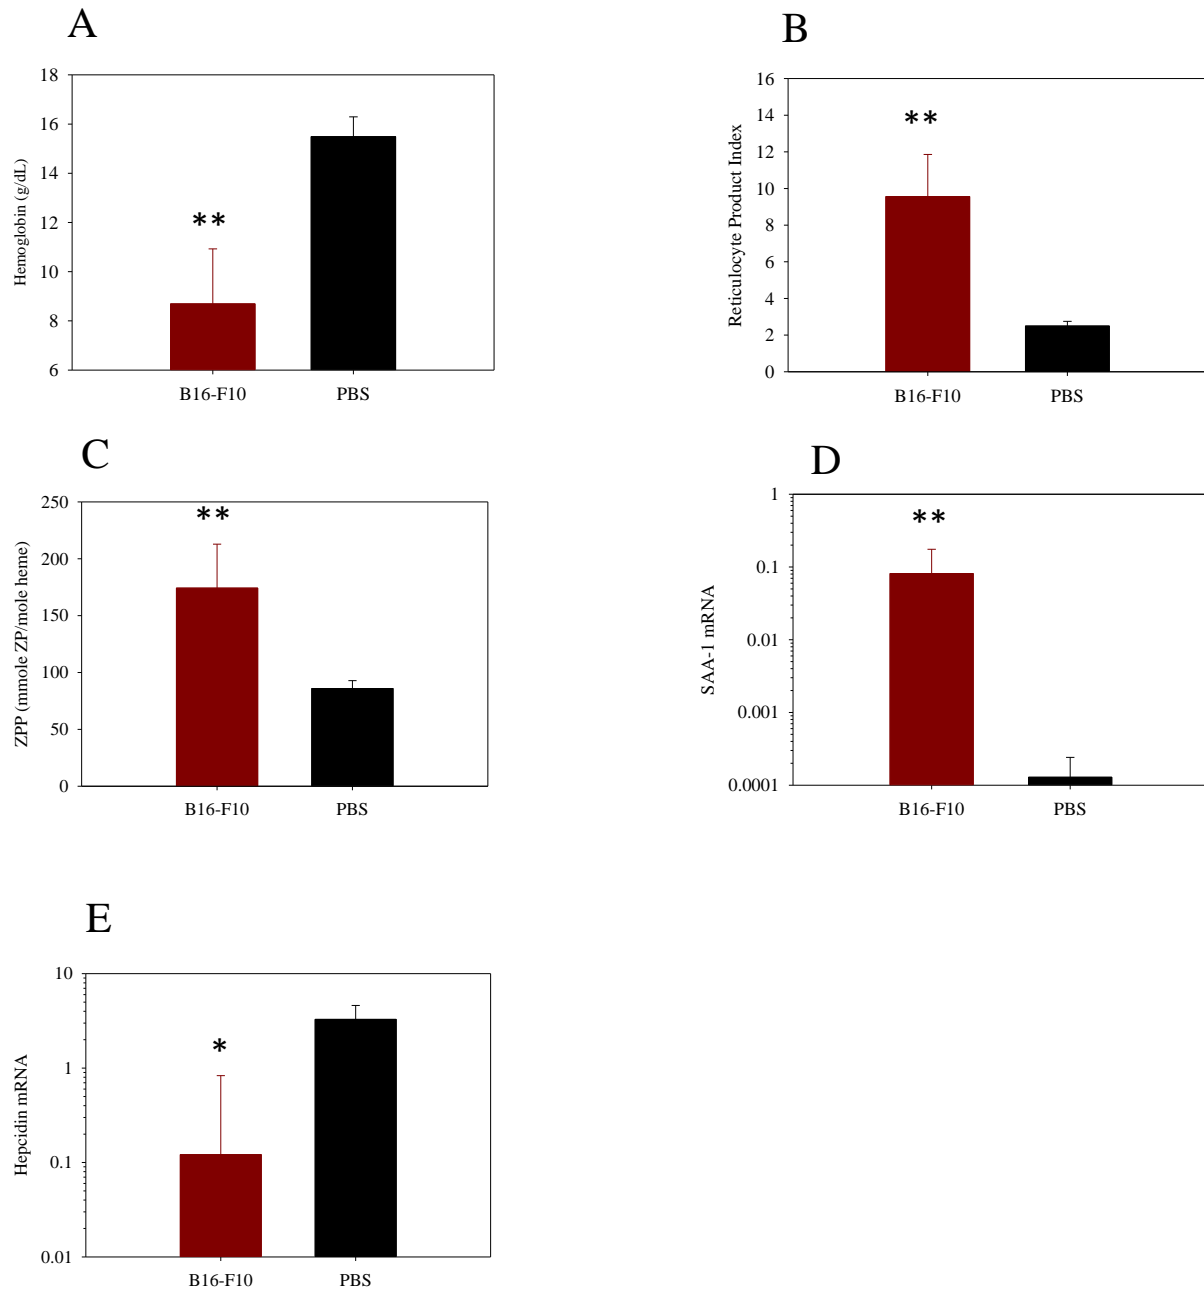 A
Hemoglobin (g/dL)
18
16
14
12
10
8
6
**
B16-F10
PBS
B
Reticulocyte Product Index
16
14
12
10
8
6
4
2
0
**
B16-F10
PBS
C
ZPP (mmole ZP/mole heme)
250
200
150
100
50
0
**
B16-F10
PBS
D
SAA-1 mRNA
1
0.1
0.01
0.001
0.0001
**
B16-F10
PBS
E
Hepcidin mRNA
10
1
0.1
0.01
*
B16-F10
PBS